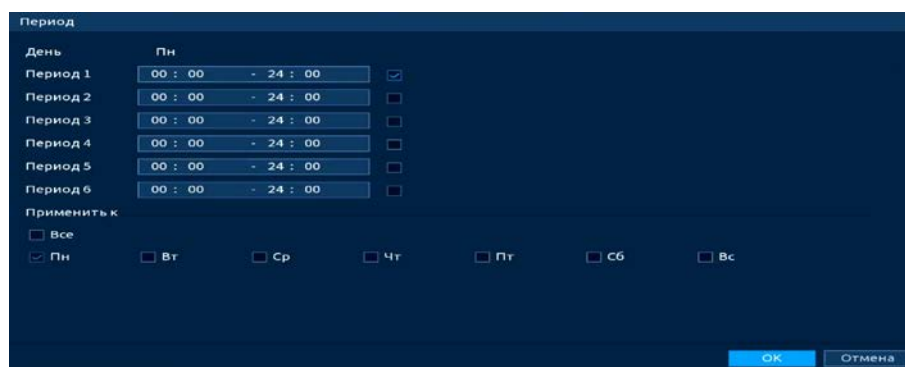 Период
День Пн
Период 1 00 : 00 - 24 : 00
Период 2 00 : 00 - 24 : 00
Период 3 00 : 00 - 24 : 00
Период 4 00 : 00 - 24 : 00
Период 5 00 : 00 - 24 : 00
Период 6 00 : 00 - 24 : 00
Применить к
Все
Пн Вт Ср Чт Пт Сб Вс
ОК Отмена